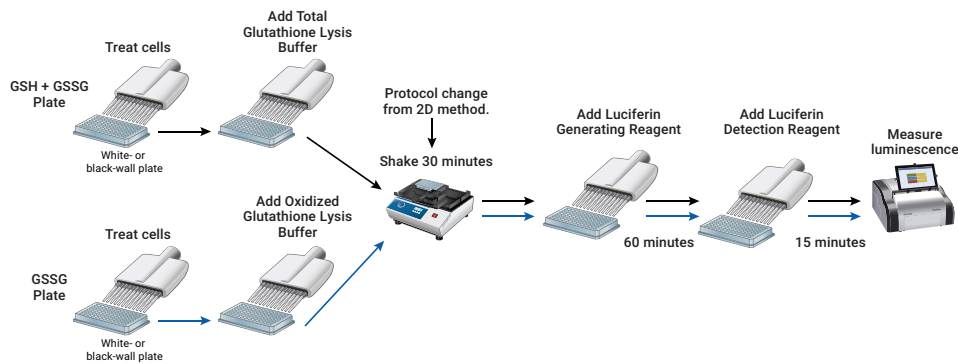 GSH + GSSG
Plate
Treat cells
White- or
black-wall plate
Add Total
Glutathione Lysis
Buffer
GSSG
Plate
Treat cells
White- or
black-wall plate
Add Oxidized
Glutathione Lysis
Buffer
Protocol change
from 2D method.
Shake 30 minutes
Add Luciferin
Generating Reagent
60 minutes
Add Luciferin
Detection Reagent
15 minutes
Measure
luminescence